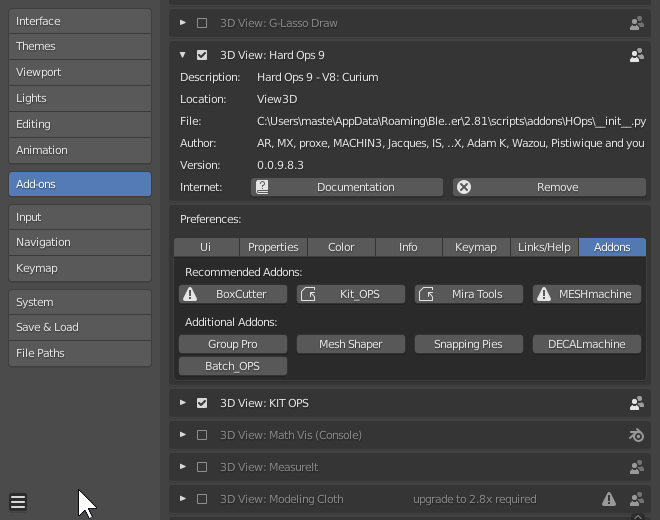 Interface
Themes
Viewport
Lights
Editing
Animation
Add-ons
Input
Navigation
Keymap
System
Save & Load
File Paths
3D View: G-Lasso Draw
3D View: Hard Ops 9
Description: Hard Ops 9 - V8: Curium
Location: View3D
File: C:\Users\maste\AppData\Roaming\Ble..er\2.81\scripts\addons\HOps\__init__.py
Author: AR, MX, proxe, MACHIN3, Jacques, IS, ..X, Adam K, Wazou, Pistiwique and you
Version: 0.0.9.8.3
Internet: Documentation Remove
Preferences:
Ui Properties Color Info Keymap Links/Help Addons
Recommended Addons:
BoxCutter Kit_OPS Mira Tools MESHmachine
Additional Addons:
Group Pro Mesh Shaper Snapping Pies DECALmachine
Batch_OPS
3D View: KIT OPS
3D View: Math Vis (Console)
3D View: MeasureIt
3D View: Modeling Cloth upgrade to 2.8x required